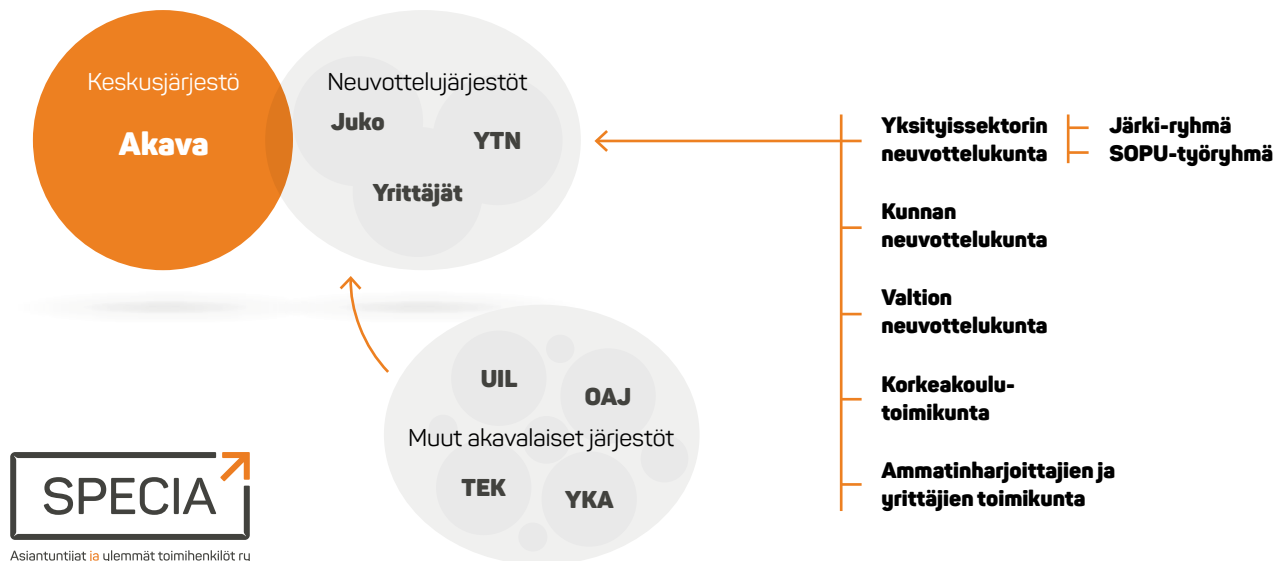 Keskusjärjestö
Akava
Neuvottelujärjestöt
Juko
YTN
Yrittäjät
Yksityissektorin
neuvottelukunta
Järki-ryhmä
SOPU-työryhmä
Kunnan
neuvottelukunta
Valtion
neuvottelukunta
Korkeakoulu-
toimikunta
Ammatinharjoittajien ja
yrittäjien toimikunta
UIL
OAJ
Muut akavalaiset järjestöt
TEK
YKA
SPECIA
Asiantuntijat ja ylemmät toimihenkilöt ry